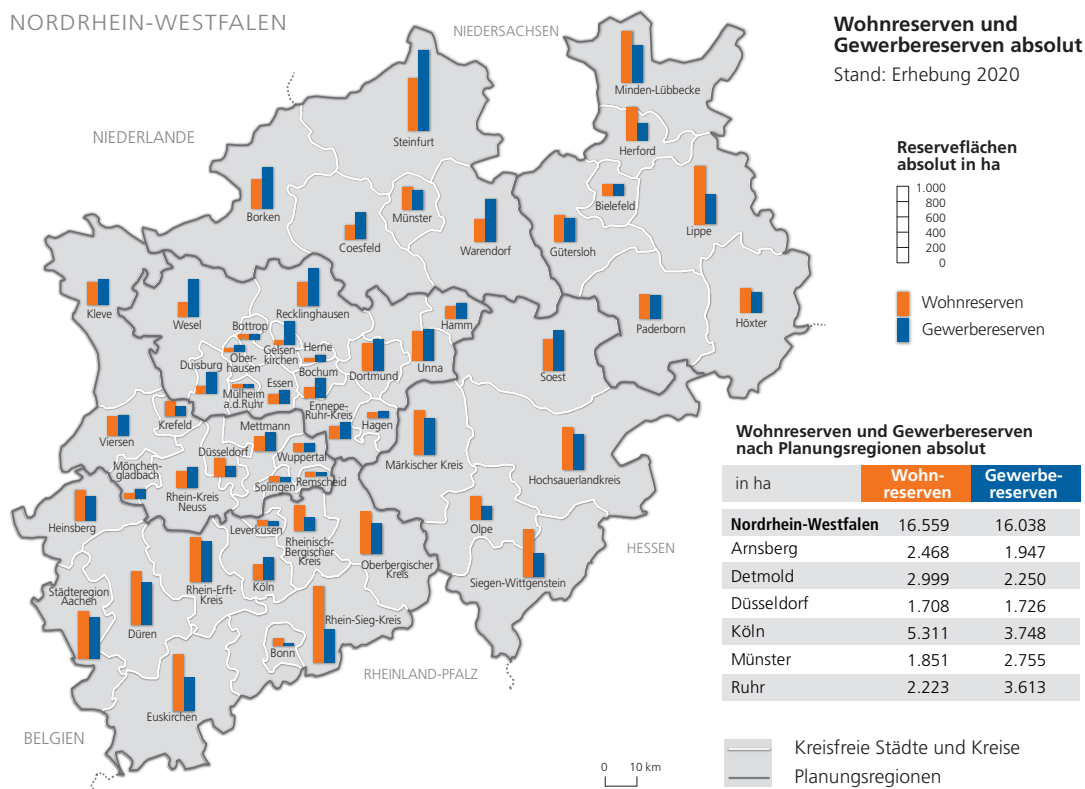 NORDRHEIN-WESTFALEN
NIEDERSACHSEN
Wohnreserven und
Gewerbereserven absolut
Stand: Erhebung 2020
NIEDERLANDE
Minden-Lübbecke
Steinfurt
Herford
Reserveflächen
absolut in ha
1.000
800
600
400
200
0
Borken
Münster
Bielefeld
Lippe
Coesfeld
Warendorf
Gütersloh
Wohnreserven
Gewerbereserven
Kleve
Wesel
Recklinghausen
Hamm
Paderborn
Höxter
Bottrop
Ober-
hausen
Gelsen-
kirchen
Herne
Bochum
Duisburg
Dortmund
Unna
Soest
Essen
Mülheim
a.d.Ruhr
Ennepe-
Ruhr-Kreis
Hagen
Krefeld
Viersen
Mettmann
Düsseldorf
Wuppertal
Märkischer Kreis
Hochsauerlandkreis
Mönchen-
gladbach
Rhein-Kreis
Neuss
Solingen
Remscheid
Heinsberg
Leverkusen
Rheinisch-
Bergischer
Kreis
Oberbergischer
Kreis
Olpe
HESSEN
Siegen-Wittgenstein
Rhein-Erft-
Kreis
Köln
Städteregion
Aachen
Düren
Rhein-Sieg-Kreis
Bonn
RHEINLAND-PFALZ
Euskirchen
BELGIEN
0 10 km
Wohnreserven und Gewerbereserven
nach Planungsregionen absolut
in ha Wohn-
reserven Gewerbe-
reserven
Nordrhein-Westfalen 16.559 16.038
Arnsberg 2.468 1.947
Detmold 2.999 2.250
Düsseldorf 1.708 1.726
Köln 5.311 3.748
Münster 1.851 2.755
Ruhr 2.223 3.613
Kreisfreie Städte und Kreise
Planungsregionen